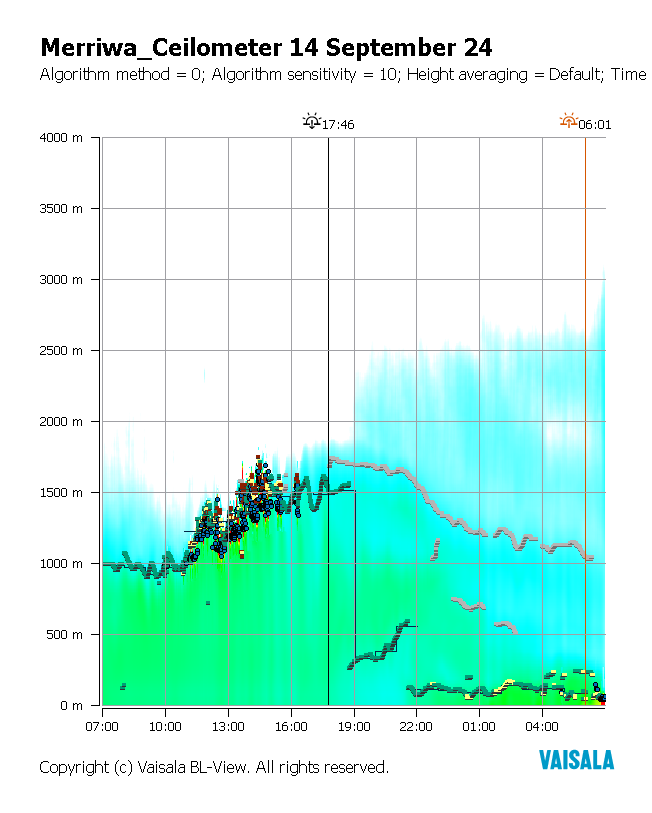 Merriwa_Ceilometer 14 September 24
Algorithm method = 0; Algorithm sensitivity = 10; Height averaging = Default; Time
17:46
06:01
4000 m
3500 m
3000 m
2500 m
2000 m
1500 m
1000 m
500 m
0 m
07:00 10:00 13:00 16:00 19:00 22:00 01:00 04:00
Copyright (c) Vaisala BL-View. All rights reserved.
VAISALA